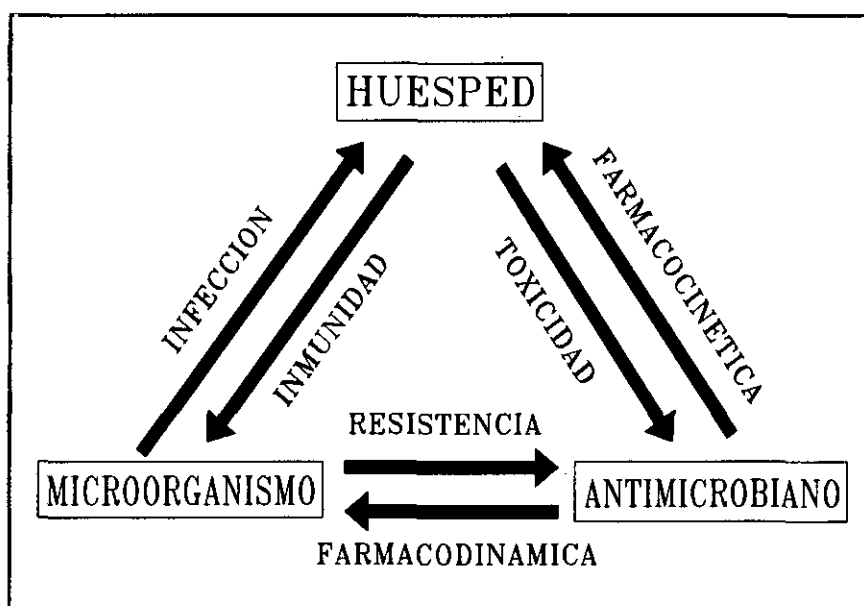 HUESPED
INFECCION
INMUNIDAD
TOXICIDAD
FARMACOCINETICA
RESISTENCIA
MICROORGANISMO
ANTIMICROBIANO
FARMACODINAMICA